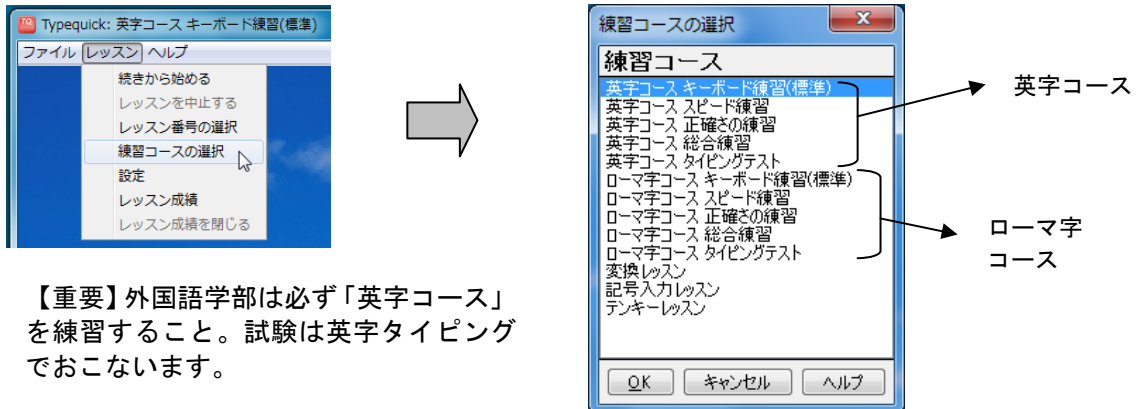 TQ Typequick: 英字コース キーボード練習(標準)
ファイル レッスン ヘルプ
続きから始める
レッスンを中止する
レッスン番号の選択
練習コースの選択
設定
レッスン成績
レッスン成績を閉じる
【重要】外国語学部は必ず「英字コース」
を練習すること。試験は英字タイピング
でおこないます。
練習コースの選択
練習コース
英字コース キーボード練習(標準)
英字コース スピード練習
英字コース 正確さの練習
英字コース 総合練習
英字コース タイピングテスト
ローマ字コース キーボード練習(標準)
ローマ字コース スピード練習
ローマ字コース 正確さの練習
ローマ字コース 総合練習
ローマ字コース タイピングテスト
変換レッスン
記号入力レッスン
テンキーレッスン
OK キャンセル ヘルプ
英字コース
ローマ字
コース